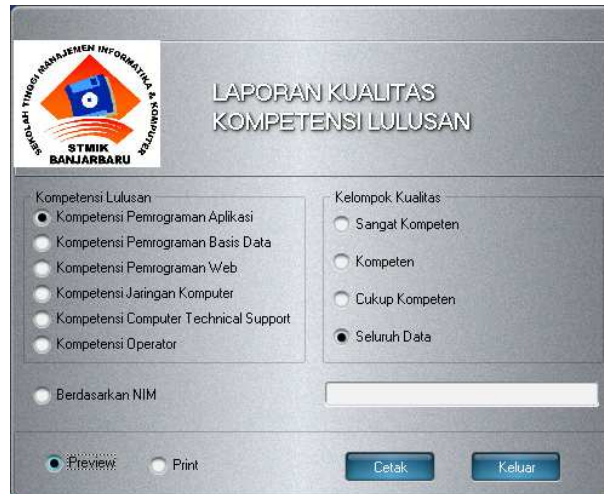 SEKOLAH TINGGI MANAJEMEN INFORMATIKA & KOMPUTER
STMIK
BANJARBARU
LAPORAN KUALITAS
KOMPETENSI LULUSAN
Kompetensi Lulusan
Kompetensi Pemrograman Aplikasi
Kompetensi Pemrograman Basis Data
Kompetensi Pemrograman Web
Kompetensi Jaringan Komputer
Kompetensi Computer Technical Support
Kompetensi Operator
Kelompok Kualitas
Sangat Kompeten
Kompeten
Cukup Kompeten
Seluruh Data
Berdasarkan NIM
Preview
Print
Cetak
Keluar